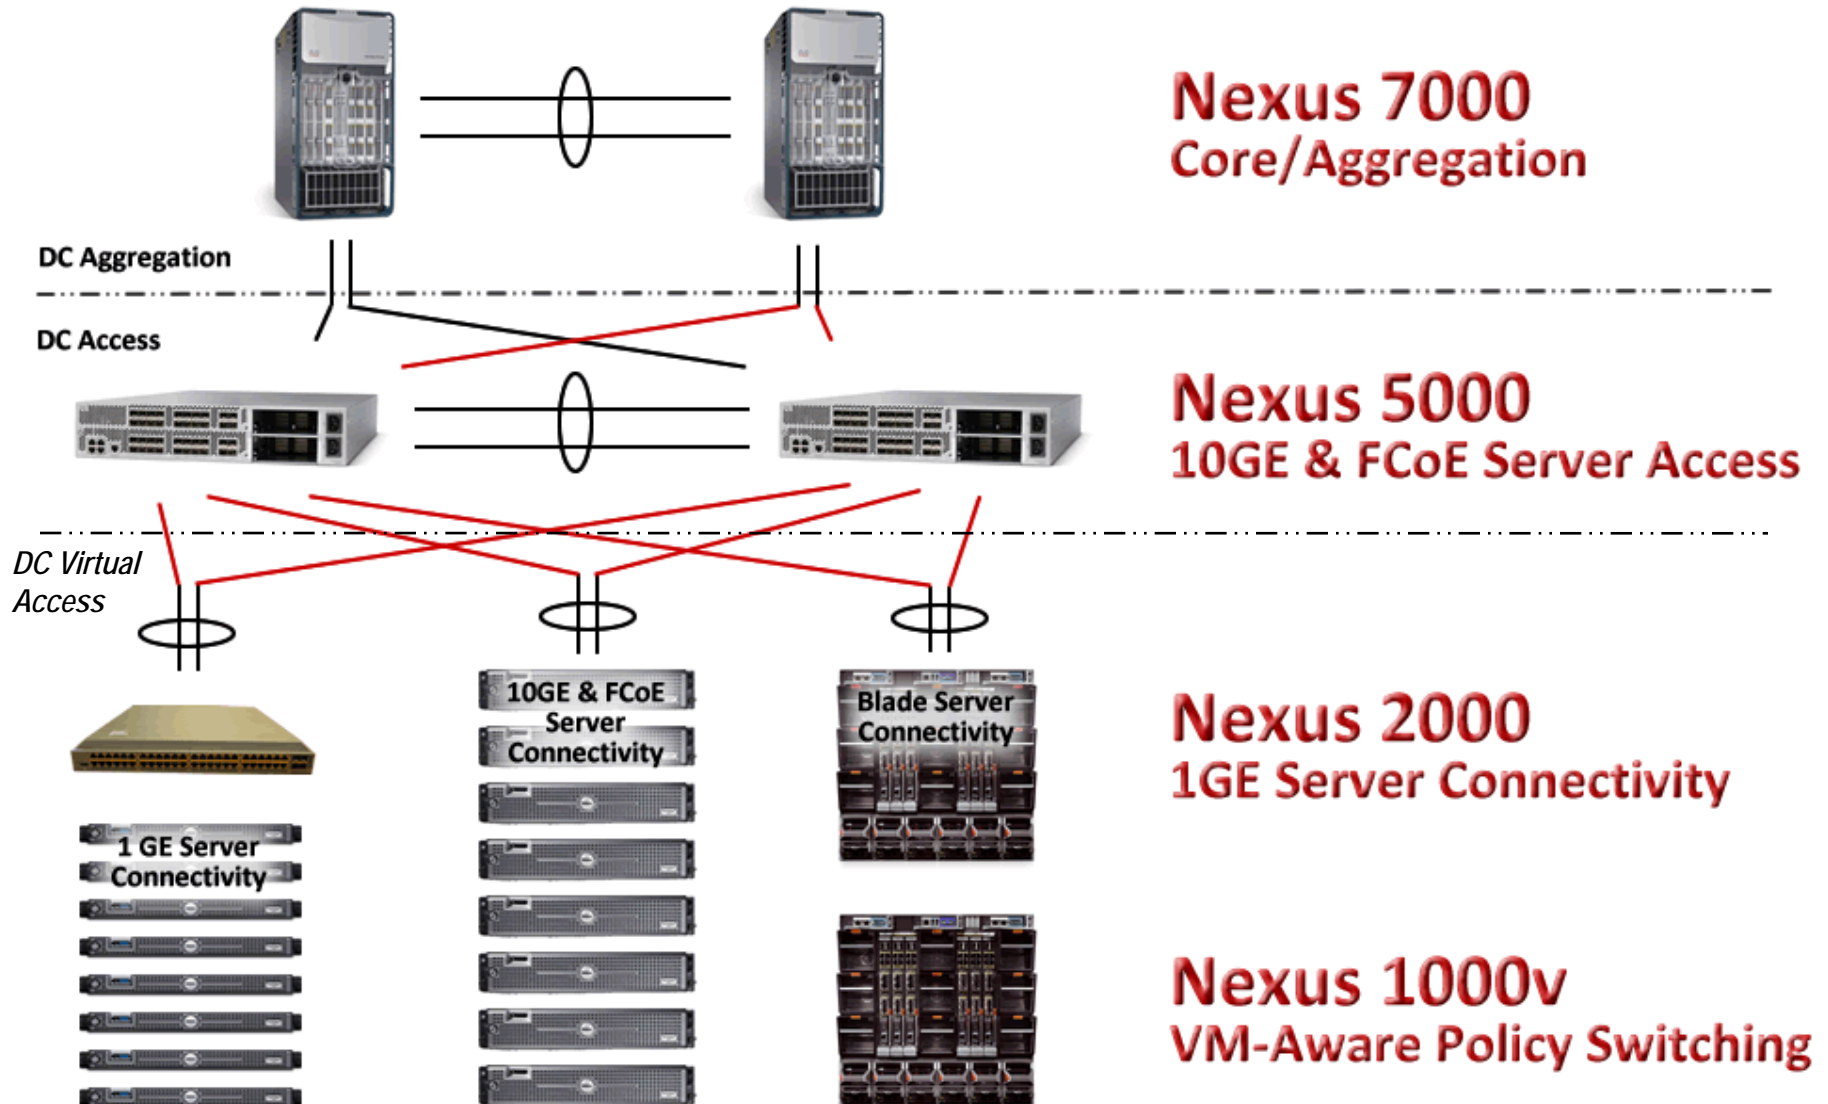 Nexus 7000
Core/Aggregation
DC Aggregation
DC Access
Nexus 5000
10GE & FCoE Server Access
DC Virtual
Access
10GE & FCoE
Server
Connectivity
Blade Server
Connectivity
Nexus 2000
1GE Server Connectivity
1 GE Server
Connectivity
Nexus 1000v
VM-Aware Policy Switching